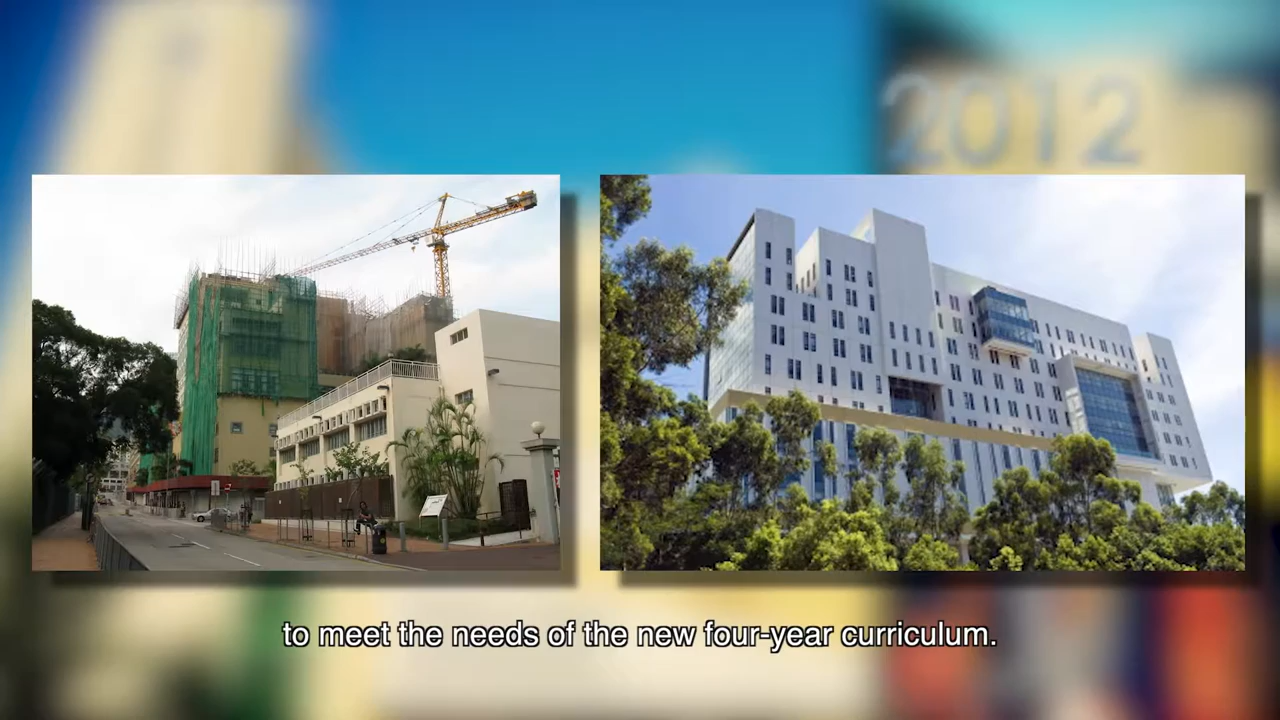 2012
to meet the needs of the new four-year curriculum.